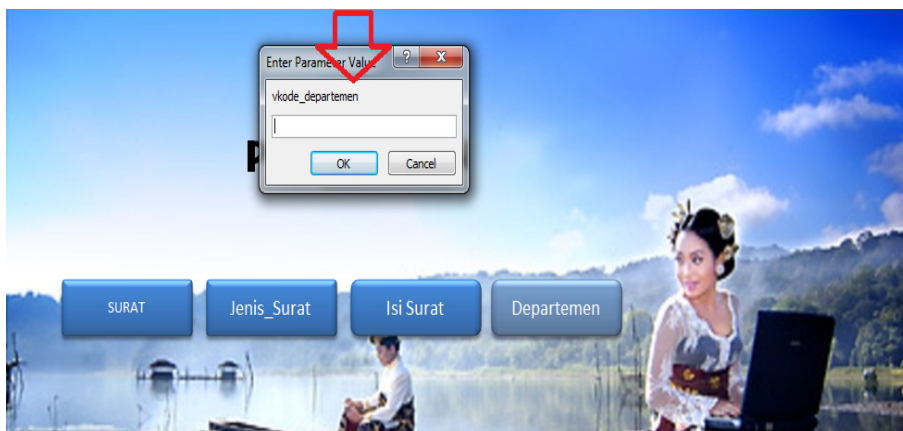 Enter Parameter Value
vkode_departemen
OK
Cancel
SURAT
Jenis_Surat
Isi Surat
Departemen